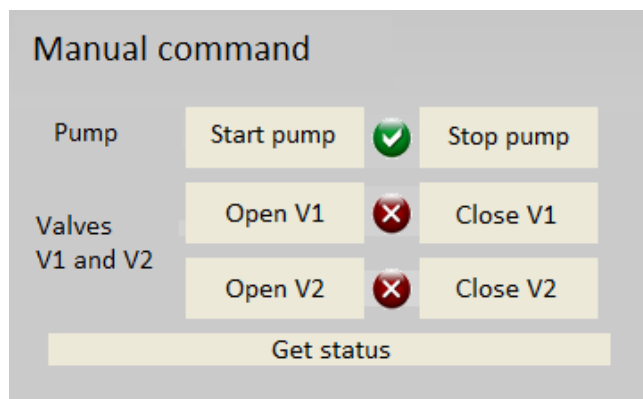 Manual command
Pump
Start pump
Stop pump
Valves
V1 and V2
Open V1
Close V1
Open V2
Close V2
Get status